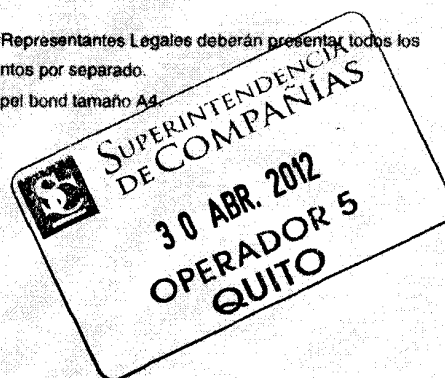 Representantes Legales deberán presentar todos los
ntos por separado.
pel bond tamaño A4.
SUPERINTENDENCIA
DE COMPAÑÍAS
30 ABR. 2012
OPERADOR 5
QUITO